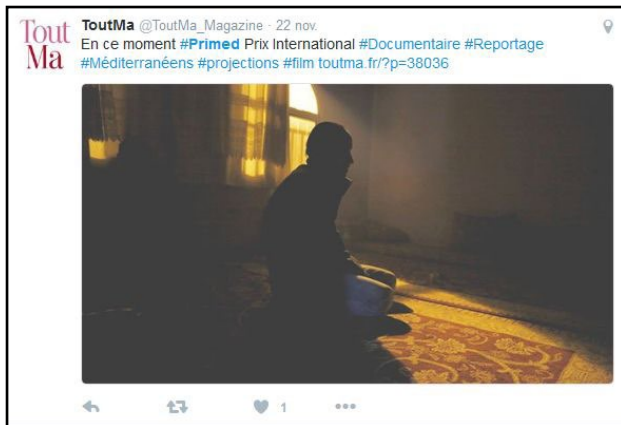 Tout
Ma
ToutMa @ToutMa_Magazine · 22 nov.
En ce moment #Primed Prix International #Documentaire #Reportage
#Méditerranéens #projections #film toutma.fr/?p=38036
1